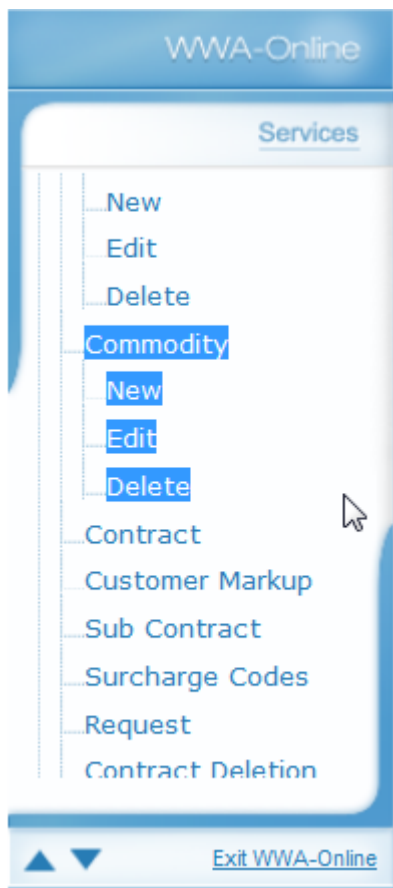 WWA-Online
Services
New
Edit
Delete
Commodity
New
Edit
Delete
Contract
Customer Markup
Sub Contract
Surcharge Codes
Request
Contract Deletion
Exit WWA-Online